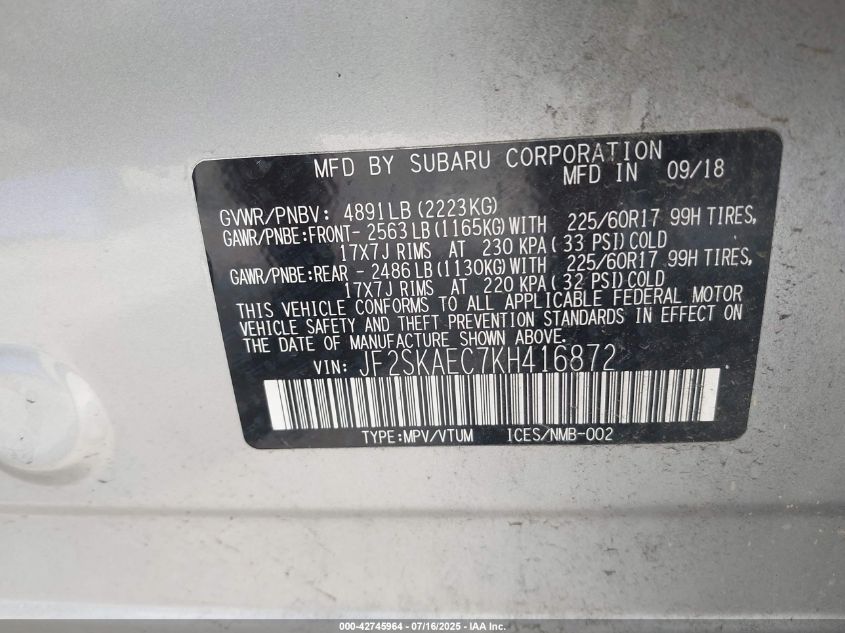 MFD BY SUBARU CORPORATION
MFD IN 09/18
GVWR/PNBV: 4891LB (2223KG)
GAWR/PNBE:FRONT- 2563 LB (1165KG) WITH 225/60R17 99H TIRES,
17X7J RIMS AT 230 KPA ( 33 PSI) COLD
GAWR/PNBE:REAR - 2486 LB (1130KG) WITH 225/60R17 99H TIRES,
17X7J RIMS AT 220 KPA ( 32 PSI) COLD
THIS VEHICLE CONFORMS TO ALL APPLICABLE FEDERAL MOTOR
VEHICLE SAFETY AND THEFT PREVENTION STANDARDS IN EFFECT ON
THE DATE OF MANUFACTURE SHOWN ABOVE.
VIN: JF2SKAEC7KH416872
TYPE:MPV/VTUM ICES/NMB-002
000-42745964 - 07/16/2025 - IAA Inc.